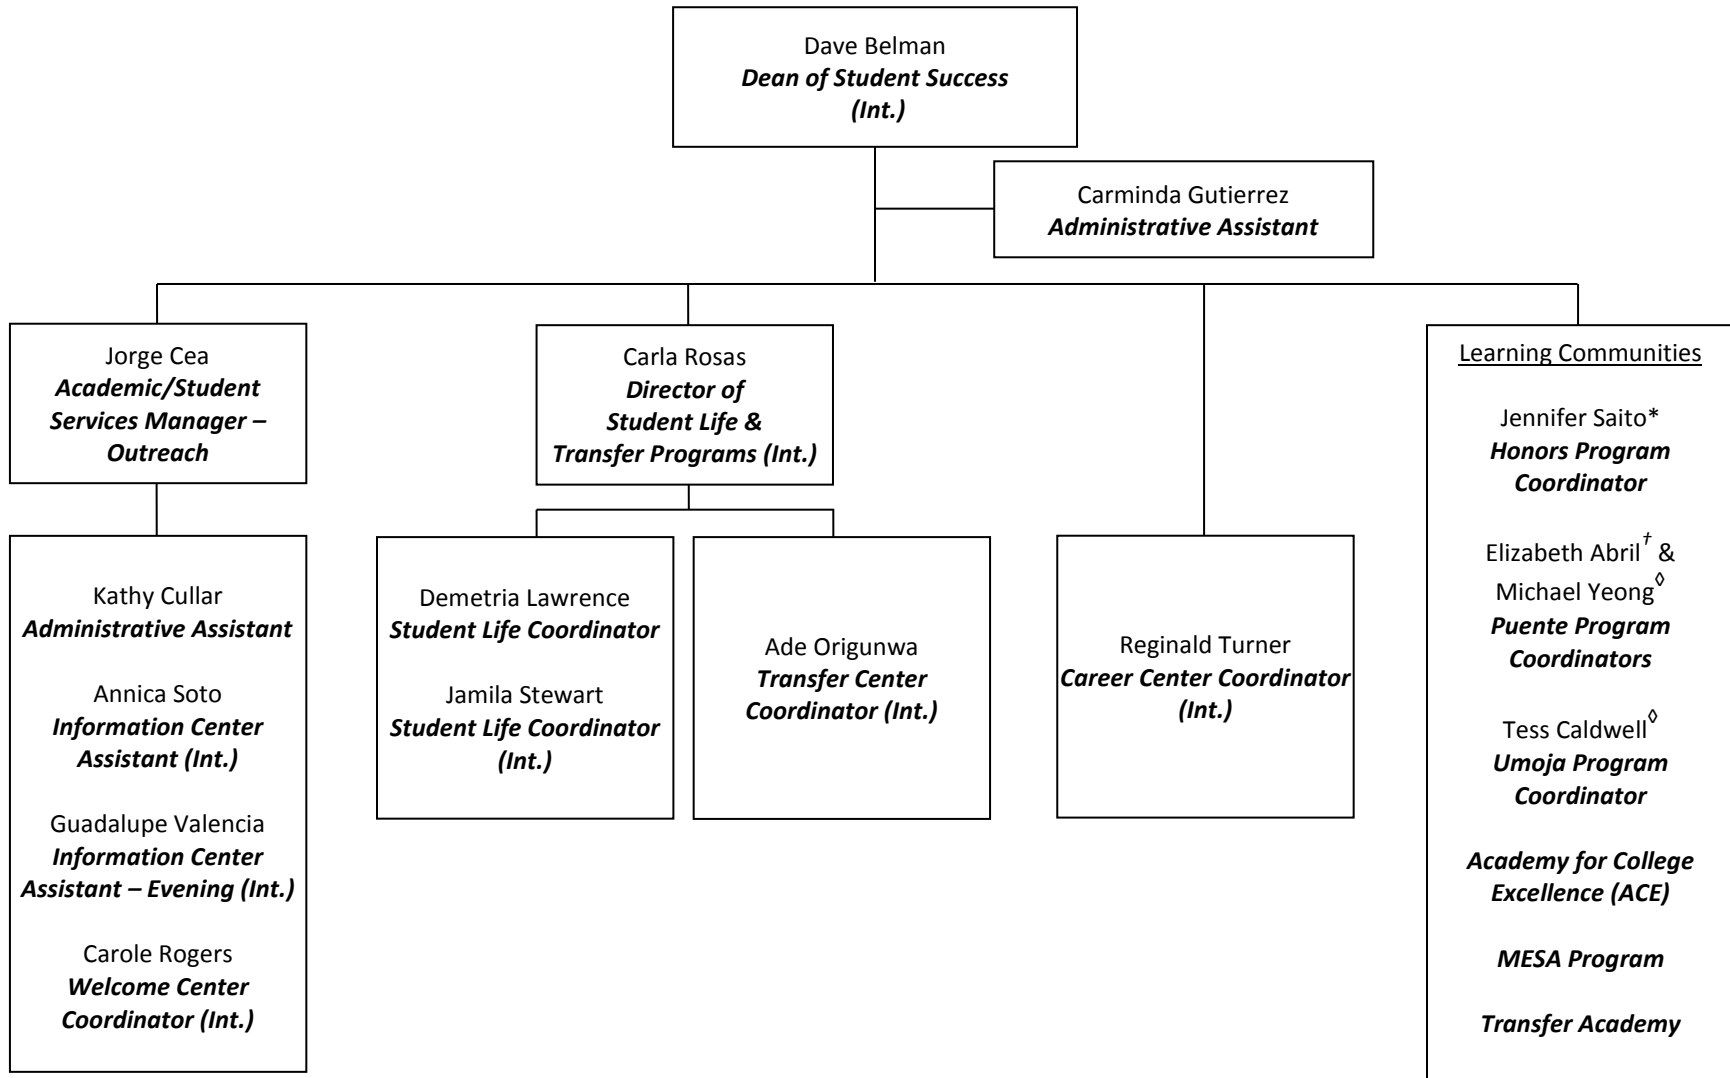 Dave Belman
Dean of Student Success
(Int.)
Carminda Gutierrez
Administrative Assistant
Jorge Cea
Academic/Student
Services Manager –
Outreach
Carla Rosas
Director of
Student Life &
Transfer Programs (Int.)
Kathy Cullar
Administrative Assistant
Annica Soto
Information Center
Assistant (Int.)
Guadalupe Valencia
Information Center
Assistant – Evening (Int.)
Carole Rogers
Welcome Center
Coordinator (Int.)
Demetria Lawrence
Student Life Coordinator
Jamila Stewart
Student Life Coordinator
(Int.)
Ade Origunwa
Transfer Center
Coordinator (Int.)
Reginald Turner
Career Center Coordinator
(Int.)
Learning Communities
Jennifer Saito*
Honors Program
Coordinator
Elizabeth Abril† &
Michael Yeong◊
Puente Program
Coordinators
Tess Caldwell◊
Umoja Program
Coordinator
Academy for College
Excellence (ACE)
MESA Program
Transfer Academy